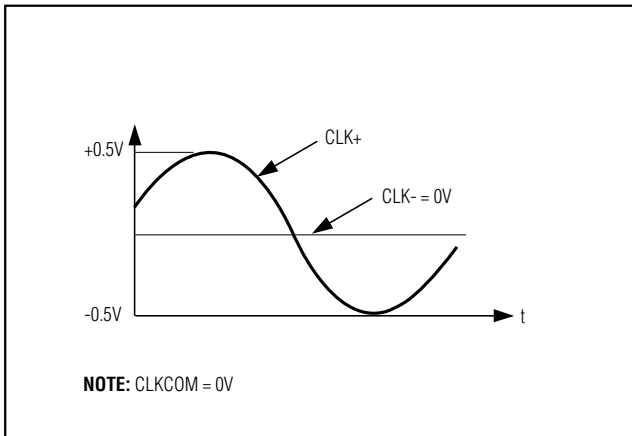 +0.5V
CLK+
CLK- = 0V
-0.5V
t
NOTE: CLKCOM = 0V